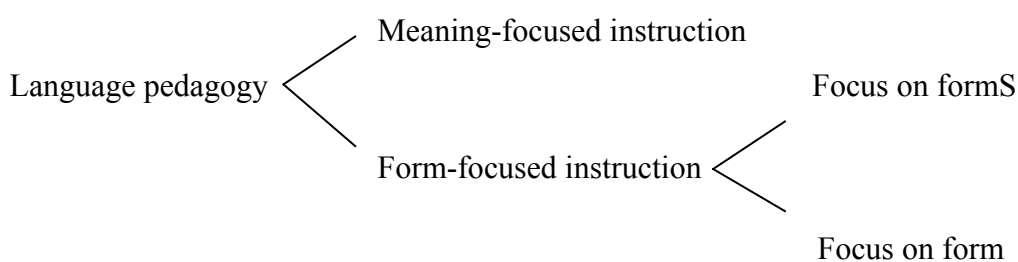 Meaning-focused instruction
Language pedagogy
Focus on formS
Form-focused instruction
Focus on form